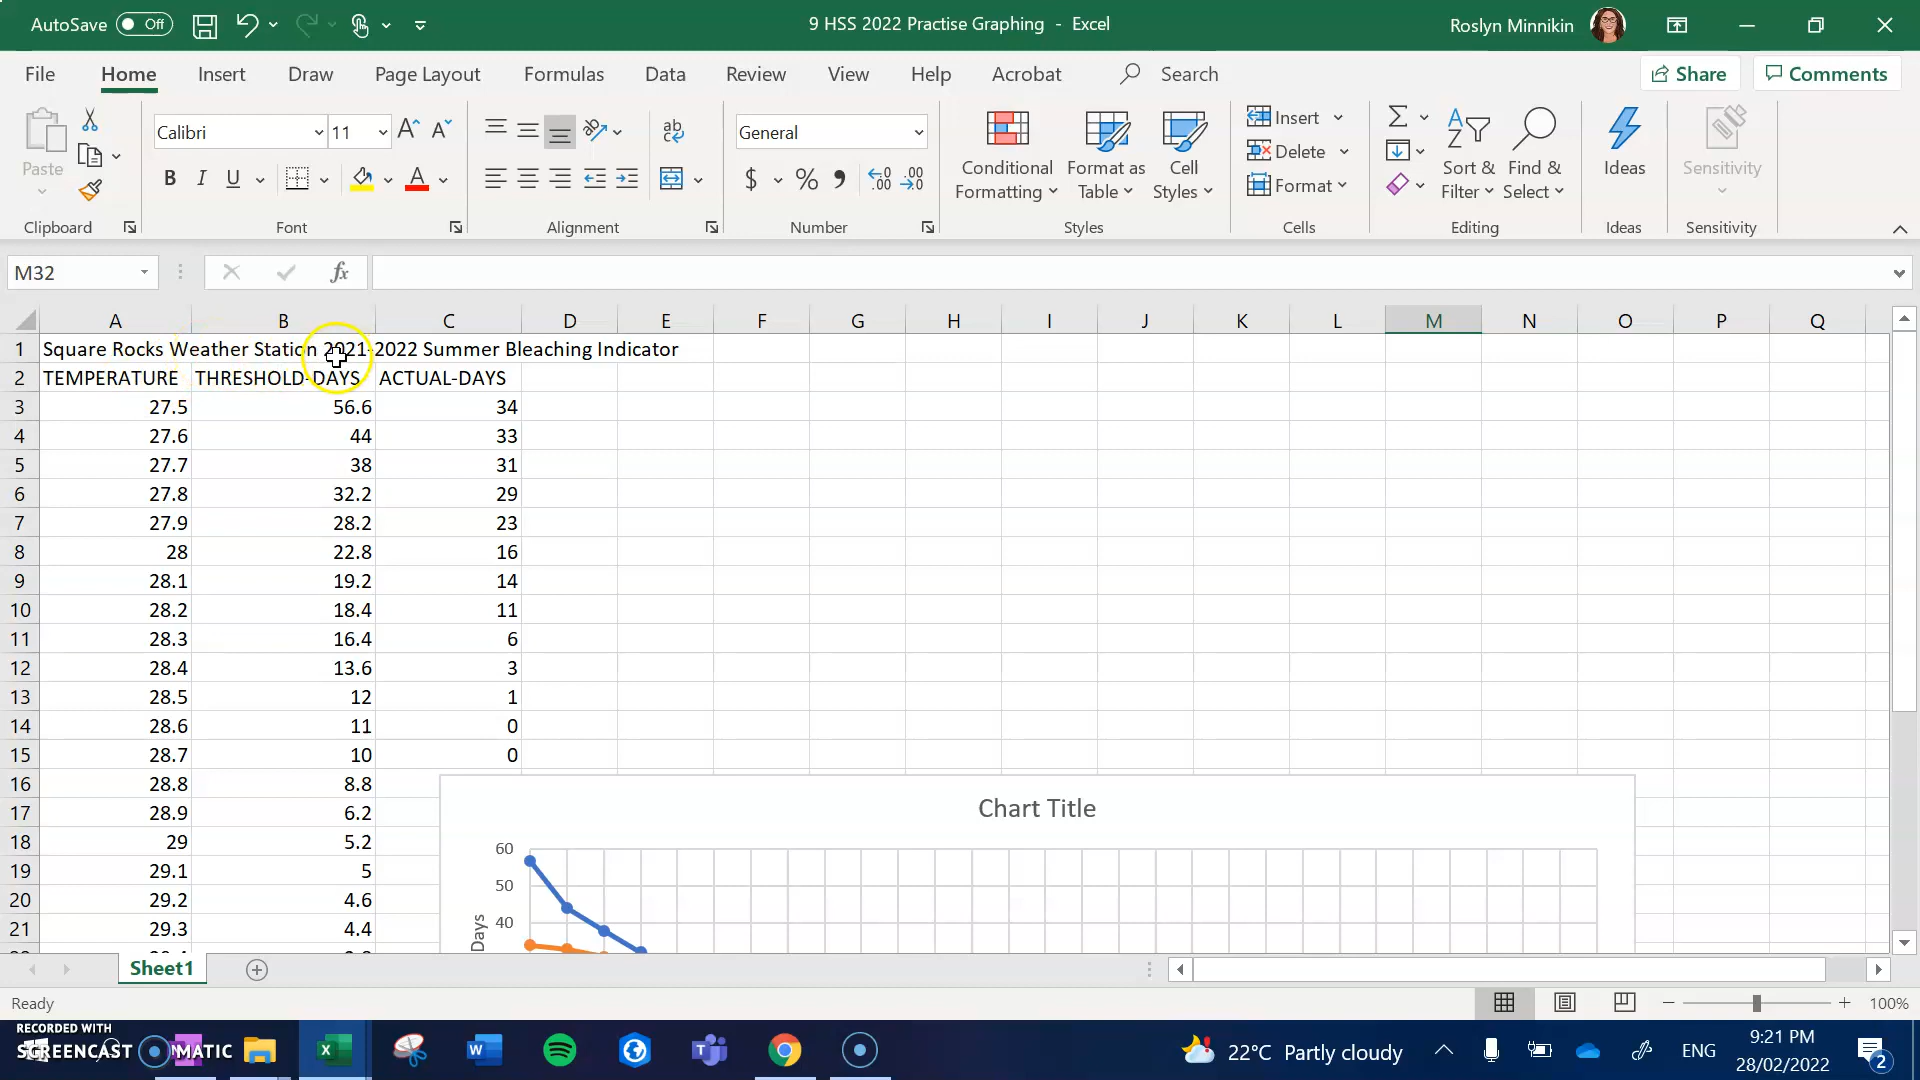 AutoSave Off
9 HSS 2022 Practise Graphing - Excel
Roslyn Minnikin
File Home Insert Draw Page Layout Formulas Data Review View Help Acrobat Search Share Comments
Paste
Calibri 11
B I U
ab
General
$ % 9
Conditional Formatting
Format as Table
Cell Styles
Insert
Delete
Format
Sort & Filter
Find & Select
Ideas
Sensitivity
Clipboard Font Alignment Number Styles Cells Editing Ideas Sensitivity
M32 fx
A B C D E F G H I J K L M N O P Q
1 Square Rocks Weather Station 2021-2022 Summer Bleaching Indicator
2 TEMPERATURE THRESHOLD-DAYS ACTUAL-DAYS
3 27.5 56.6 34
4 27.6 44 33
5 27.7 38 31
6 27.8 32.2 29
7 27.9 28.2 23
8 28 22.8 16
9 28.1 19.2 14
10 28.2 18.4 11
11 28.3 16.4 6
12 28.4 13.6 3
13 28.5 12 1
14 28.6 11 0
15 28.7 10 0
16 28.8 8.8
17 28.9 6.2
18 29 5.2
19 29.1 5
20 29.2 4.6
21 29.3 4.4
Chart Title
60
50
40
Days
Sheet1
Ready
100%
RECORDED WITH
SCREENCAST MATIC
22°C Partly cloudy
ENG
9:21 PM
28/02/2022
2